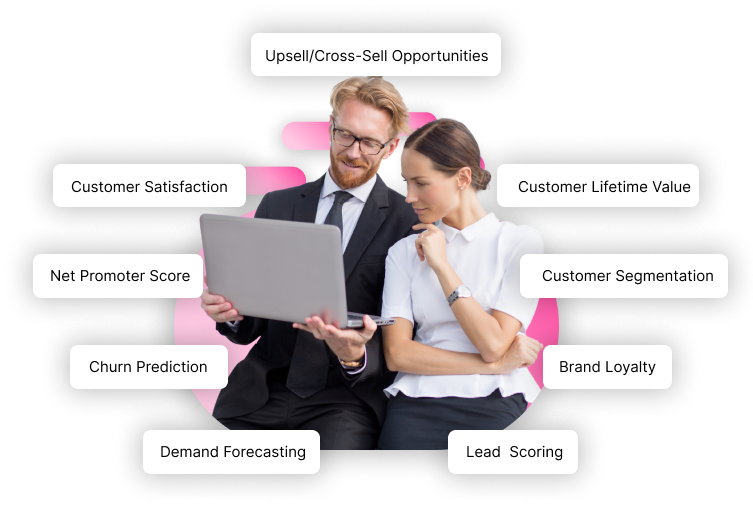 Upsell/Cross-Sell Opportunities
Customer Satisfaction
Customer Lifetime Value
Net Promoter Score
Customer Segmentation
Churn Prediction
Brand Loyalty
Demand Forecasting
Lead  Scoring